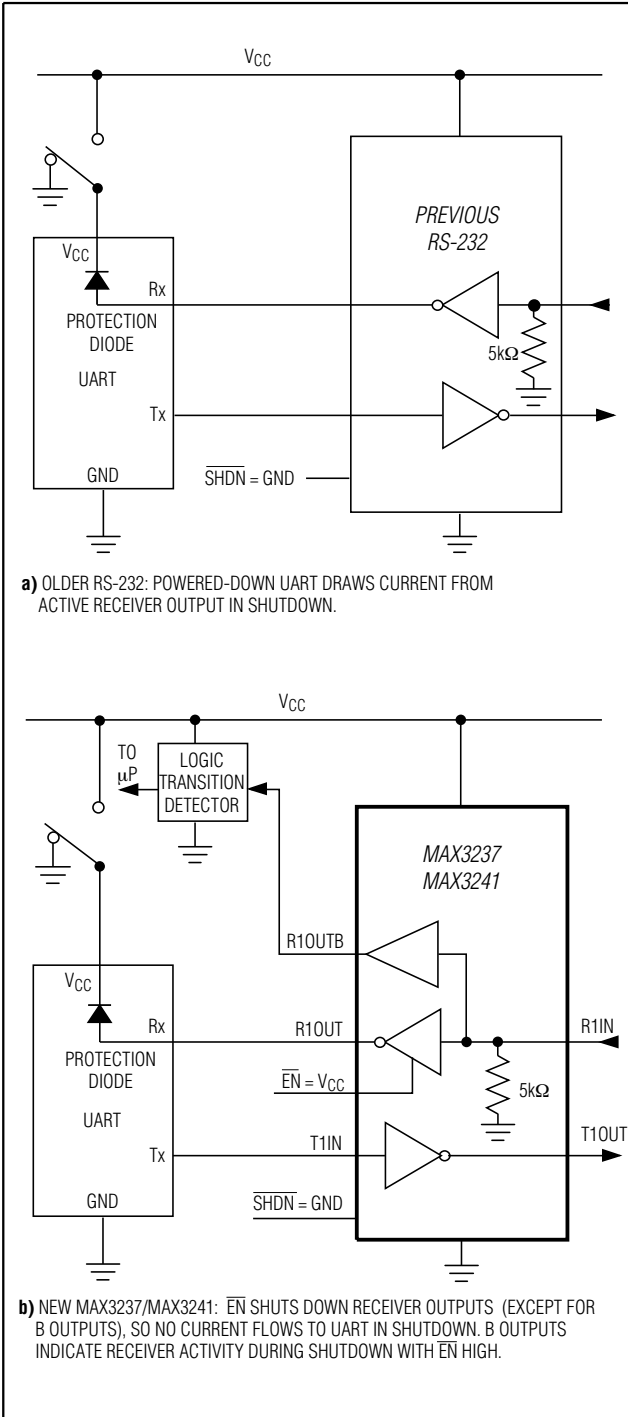 VCC
PREVIOUS
RS-232
VCC
Rx
PROTECTION
DIODE
5kΩ
UART
Tx
GND
SHDN = GND
a) OLDER RS-232: POWERED-DOWN UART DRAWS CURRENT FROM
ACTIVE RECEIVER OUTPUT IN SHUTDOWN.
VCC
TO
µP
LOGIC
TRANSITION
DETECTOR
MAX3237
MAX3241
R1OUTB
VCC
Rx
R1OUT
R1IN
PROTECTION
DIODE
EN = VCC
5kΩ
UART
Tx
T1IN
T1OUT
GND
SHDN = GND
b) NEW MAX3237/MAX3241: EN SHUTS DOWN RECEIVER OUTPUTS (EXCEPT FOR
B OUTPUTS), SO NO CURRENT FLOWS TO UART IN SHUTDOWN. B OUTPUTS
INDICATE RECEIVER ACTIVITY DURING SHUTDOWN WITH EN HIGH.